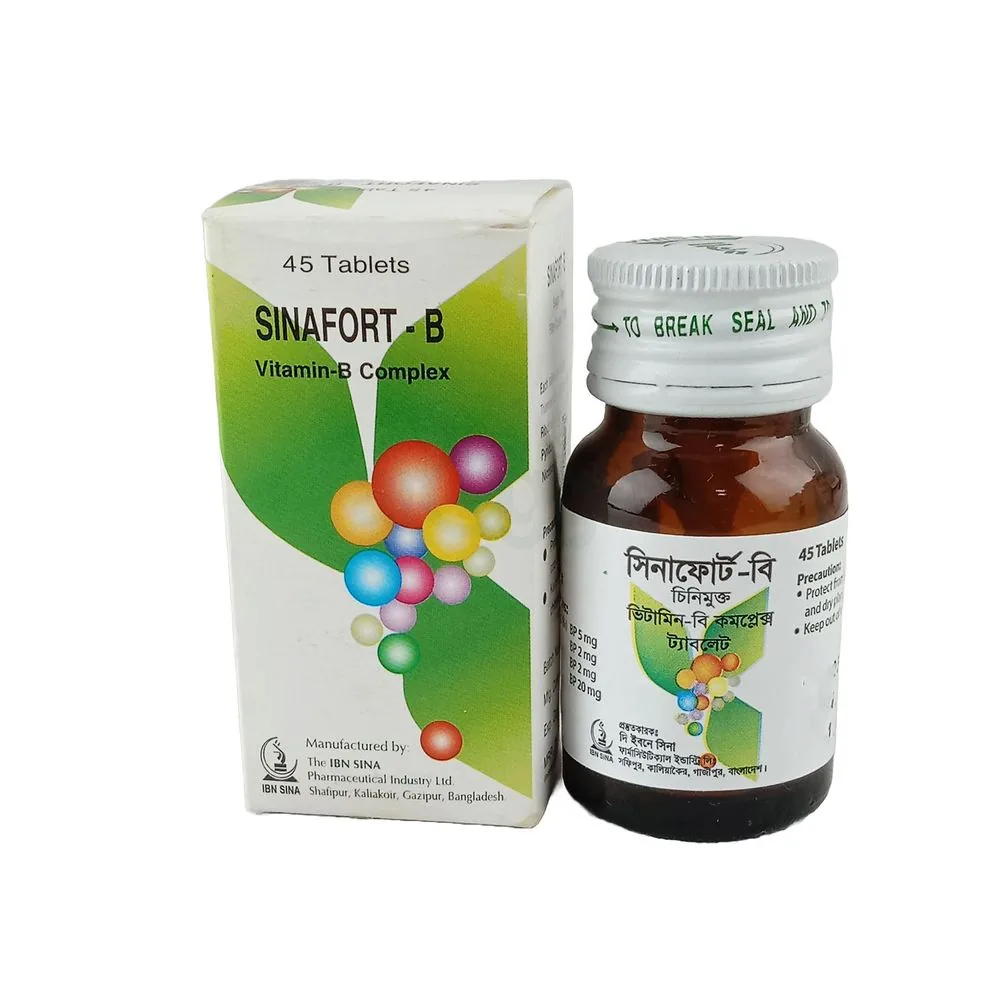 45 Tablets
SINAFORT - B
Vitamin-B Complex
Manufactured by:
The IBN SINA
Pharmaceutical Industry Ltd.
Shafipur, Kaliakoir, Gazipur, Bangladesh
IBN SINA
SINAFORT - B
TO BREAK SEAL AND
সিনাফোর্ট-বি
চিনিমুক্ত
ভিটামিন-বি কমপ্লেক্স
ট্যাবলেট
প্রস্তুতকারকঃ
দি ইবনে সিনা
ফার্মাসিউটিক্যাল ইন্ডাস্ট্রি লিঃ
সফিপুর, কালিয়াকৈর, গাজীপুর, বাংলাদেশ।
IBN SINA
BP 5 mg
BP 2 mg
BP 2 mg
BP 20 mg
45 Tablets
Precaution
• Protect from
and dry
• Keep out